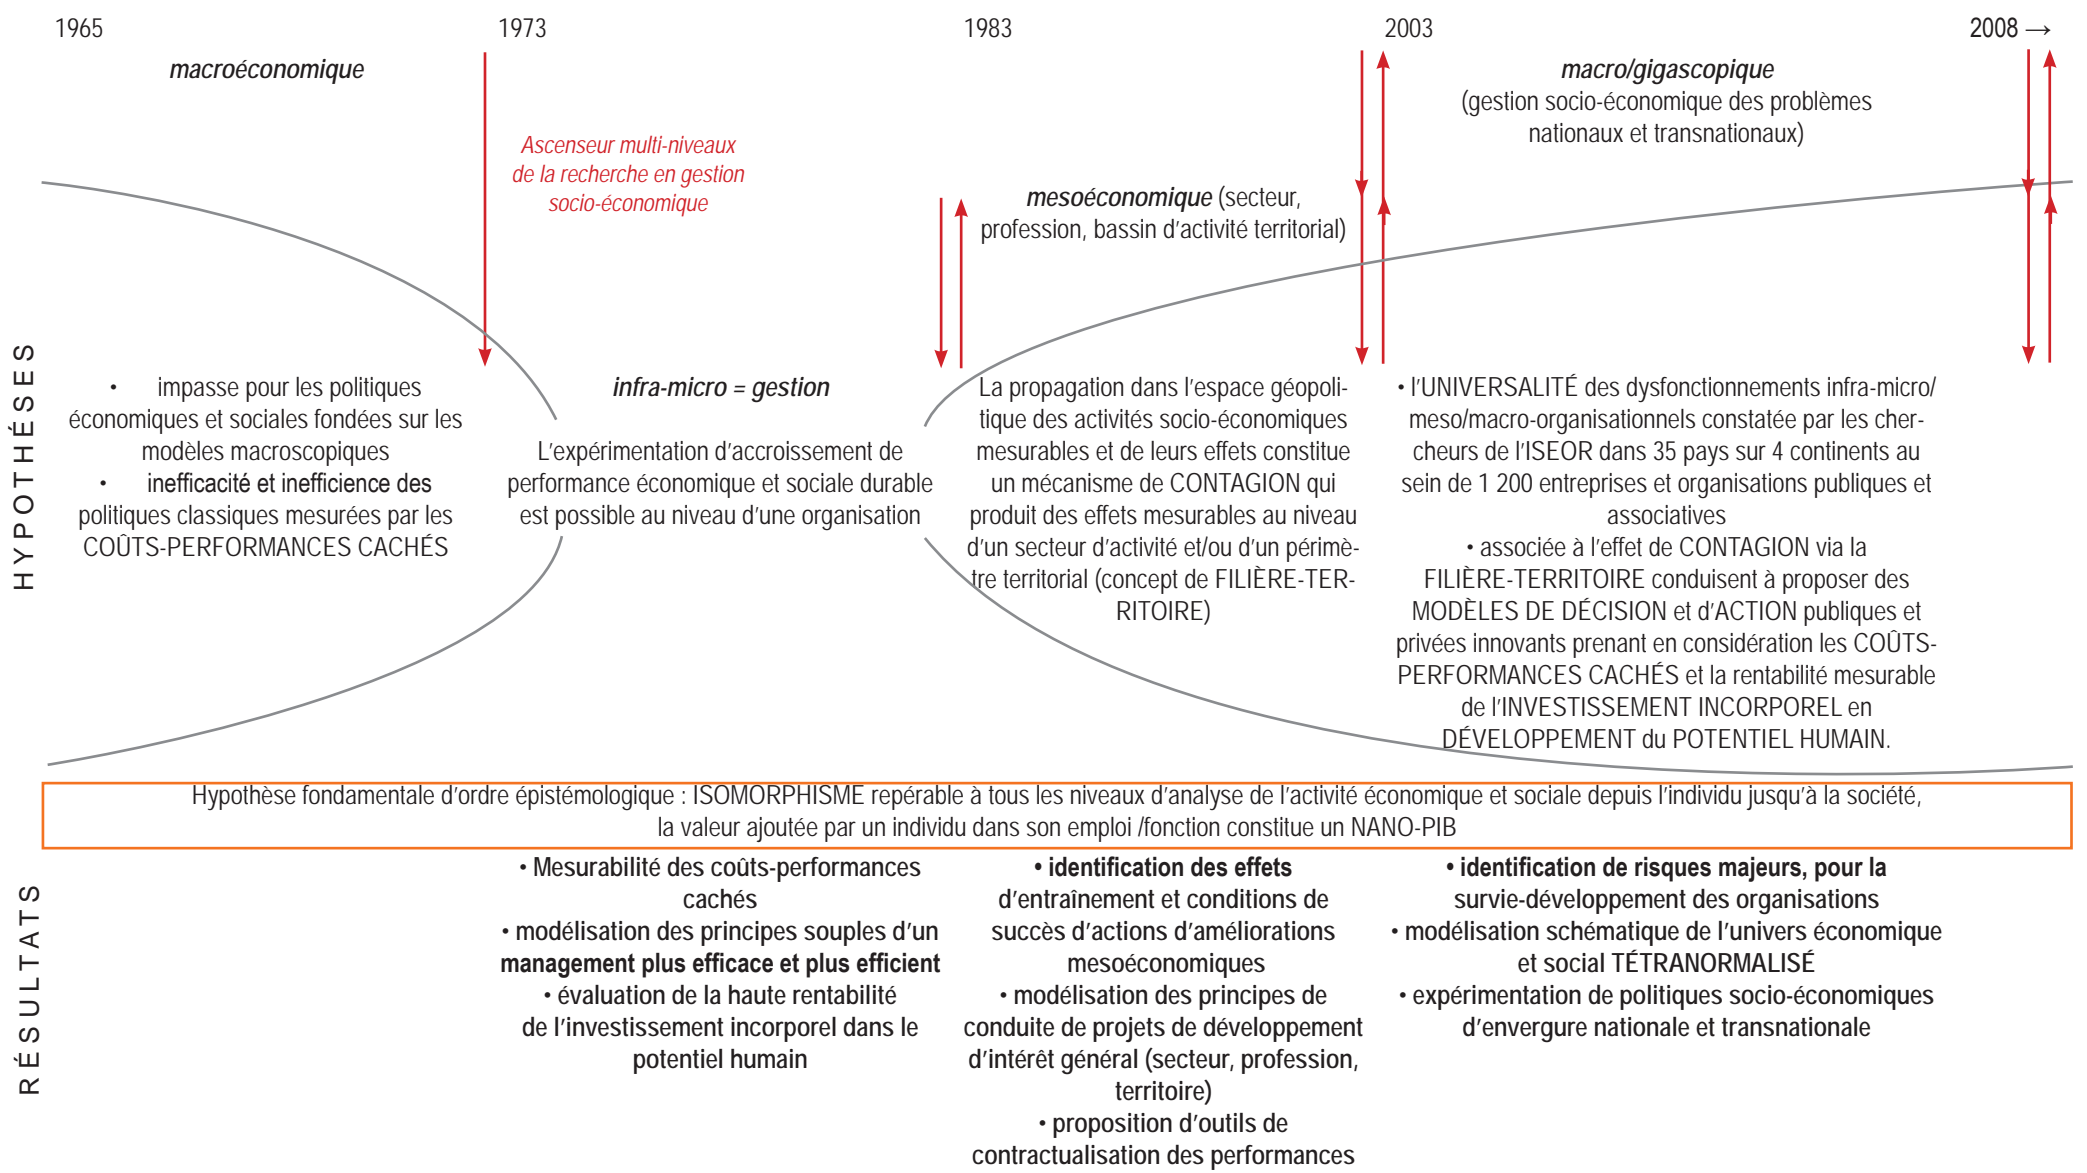 1965
1973
1983
2003
2008 →
macroéconomique
Ascenseur multi-niveaux
de la recherche en gestion
socio-économique
mesoéconomique (secteur,
profession, bassin d'activité territorial)
macro/gigascopique
(gestion socio-économique des problèmes
nationaux et transnationaux)
HYPOTHÉSES
• impasse pour les politiques
économiques et sociales fondées sur les
modèles macroscopiques
• inefficacité et inefficience des
politiques classiques mesurées par les
COÛTS-PERFORMANCES CACHÉS
infra-micro = gestion
L'expérimentation d'accroissement de
performance économique et sociale durable
est possible au niveau d'une organisation
La propagation dans l'espace géopoli-
tique des activités socio-économiques
mesurables et de leurs effets constitue
un mécanisme de CONTAGION qui
produit des effets mesurables au niveau
d'un secteur d'activité et/ou d'un périmè-
tre territorial (concept de FILIÈRE-TER-
RITOIRE)
• l'UNIVERSALITÉ des dysfonctionnements infra-micro/
meso/macro-organisationnels constatée par les cher-
cheurs de l'ISEOR dans 35 pays sur 4 continents au
sein de 1 200 entreprises et organisations publiques et
associatives
• associée à l'effet de CONTAGION via la
FILIÈRE-TERRITOIRE conduisent à proposer des
MODÈLES DE DÉCISION et d'ACTION publiques et
privées innovants prenant en considération les COÛTS-
PERFORMANCES CACHÉS et la rentabilité mesurable
de l'INVESTISSEMENT INCORPOREL en
DÉVELOPPEMENT du POTENTIEL HUMAIN.
Hypothèse fondamentale d'ordre épistémologique : ISOMORPHISME repérable à tous les niveaux d'analyse de l'activité économique et sociale depuis l'individu jusqu'à la société,
la valeur ajoutée par un individu dans son emploi /fonction constitue un NANO-PIB
RÉSULTATS
• Mesurabilité des coûts-performances
cachés
• modélisation des principes souples d'un
management plus efficace et plus efficient
• évaluation de la haute rentabilité
de l'investissement incorporel dans le
potentiel humain
• identification des effets
d'entraînement et conditions de
succès d'actions d'améliorations
mesoéconomiques
• modélisation des principes de
conduite de projets de développement
d'intérêt général (secteur, profession,
territoire)
• proposition d'outils de
contractualisation des performances
• identification de risques majeurs, pour la
survie-développement des organisations
• modélisation schématique de l'univers économique
et social TÉTRANORMALISÉ
• expérimentation de politiques socio-économiques
d'envergure nationale et transnationale